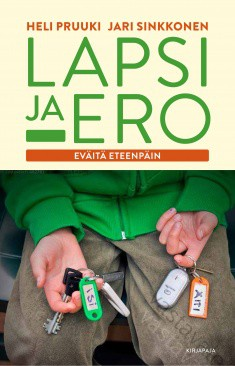 HELI PRUUKI JARI SINKKONEN
LAPSI
JA ERO
EVÄITÄ ETEENPÄIN
ISI
ÄITI
KIRJAPAJA